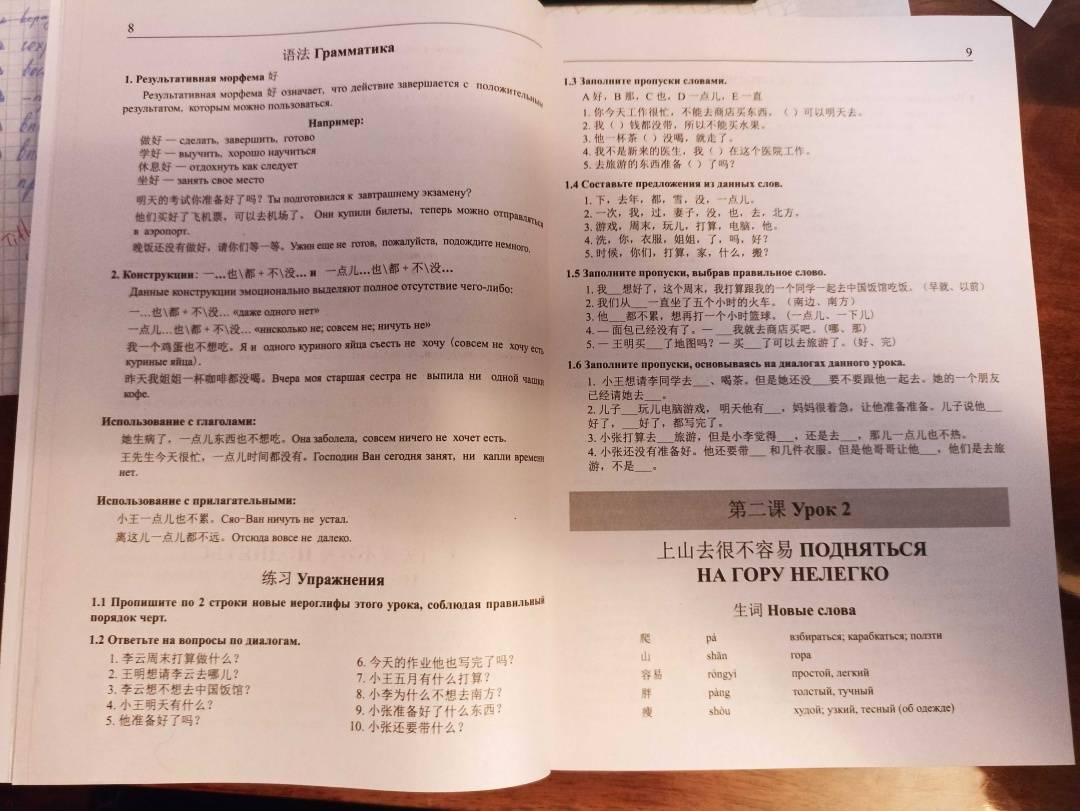 8
语法 Грамматика
1. Результативная морфема 好
Результативная морфема 好 означает, что действие завершается с положительным
результатом, которым можно пользоваться.
Например:
做好 — сделать, завершить, готово
学好 — выучить, хорошо научиться
休息好 — отдохнуть как следует
坐好 — занять свое место
明天的考试你准备好了吗? Ты подготовился к завтрашнему экзамену?
他们买好了飞机票，可以去机场了。 Они купили билеты, теперь можно отправляться
в аэропорт.
晚饭还没有做好，请你们等一等。Ужин еще не готов, пожалуйста, подождите немного.
2. Конструкции: 一…也\都 + 不\没… и 一点儿…也\都 + 不\没…
Данные конструкции эмоционально выделяют полное отсутствие чего-либо:
一…也\都 + 不\没… «даже одного нет»
一点儿…也\都 + 不\没… «нисколько не; совсем не; ничуть не»
我一个鸡蛋也不想吃。Я и одного куриного яйца съесть не хочу (совсем не хочу есть
куриные яйца).
昨天我姐姐一杯咖啡都没喝。Вчера моя старшая сестра не выпила ни одной чашки
кофе.
Использование с глаголами:
她生病了，一点儿东西也不想吃。Она заболела, совсем ничего не хочет есть.
王先生今天很忙，一点儿时间都没有。Господин Ван сегодня занят, ни капли времени
нет.
Использование с прилагательными:
小王一点儿也不累。Сяо-Ван ничуть не устал.
离这儿一点儿都不远。Отсюда вовсе не далеко.
练习 Упражнения
1.1 Пропишите по 2 строки новые иероглифы этого урока, соблюдая правильный
порядок черт.
1.2 Ответьте на вопросы по диалогам.
1. 李云周末打算做什么?
2. 王明想请李云去哪儿?
3. 李云想不想去中国饭馆?
4. 小王明天有什么?
5. 他准备好了吗?
6. 今天的作业他也写完了吗?
7. 小王五月有什么打算?
8. 小李为什么不想去南方?
9. 小张准备好了什么东西?
10. 小张还要带什么?
9
1.3 Заполните пропуски словами.
A 好，B 那，C 也，D 一点儿，E 一直
1. 你今天工作很忙，不能去商店买东西，（ ）可以明天去。
2. 我（ ）钱都没带，所以不能买水果。
3. 他一杯茶（ ）没喝，就走了。
4. 我不是新来的医生，我（ ）在这个医院工作。
5. 去旅游的东西准备（ ）了吗?
1.4 Составьте предложения из данных слов.
1. 下，去年，都，雪，没，一点儿。
2. 一次，我，过，妻子，没，也，去，北方。
3. 游戏，周末，玩儿，打算，电脑，他。
4. 洗，你，衣服，姐姐，了，吗，好?
5. 时候，你们，打算，家，什么，搬?
1.5 Заполните пропуски, выбрав правильное слово.
1. 我___想好了，这个周末，我打算跟我的一个同学一起去中国饭馆吃饭。（早就、以前）
2. 我们从___一直坐了五个小时的火车。（南边、南方）
3. 他___都不累，想再打一个小时篮球。(一点儿、一下儿)
4. — 面包已经没有了。— ___我就去商店买吧。(哪、那)
5. — 王明买___了地图吗? — 买___了可以去旅游了。(好、完)
1.6 Заполните пропуски, основываясь на диалогах данного урока.
1. 小王想请李同学去___、喝茶。但是她还没___要不要跟他一起去。她的一个朋友
已经请她去___。
2. 儿子___玩儿电脑游戏， 明天他有___，妈妈很着急，让他准备准备。儿子说他___
好了，___好了，都写完了。
3. 小张打算去___旅游，但是小李觉得___，还是去___，那儿一点儿也不热。
4. 小张还没有准备好。他还要带___ 和几件衣服。但是他哥哥让他___，他们是去旅
游，不是___。
第二课 Урок 2
上山去很不容易 ПОДНЯТЬСЯ
НА ГОРУ НЕЛЕГКО
生词 Новые слова
爬 pá взбираться; карабкаться; ползти
山 shān гора
容易 róngyì простой, легкий
胖 pàng толстый, тучный
瘦 shòu худой; узкий, тесный (об одежде)